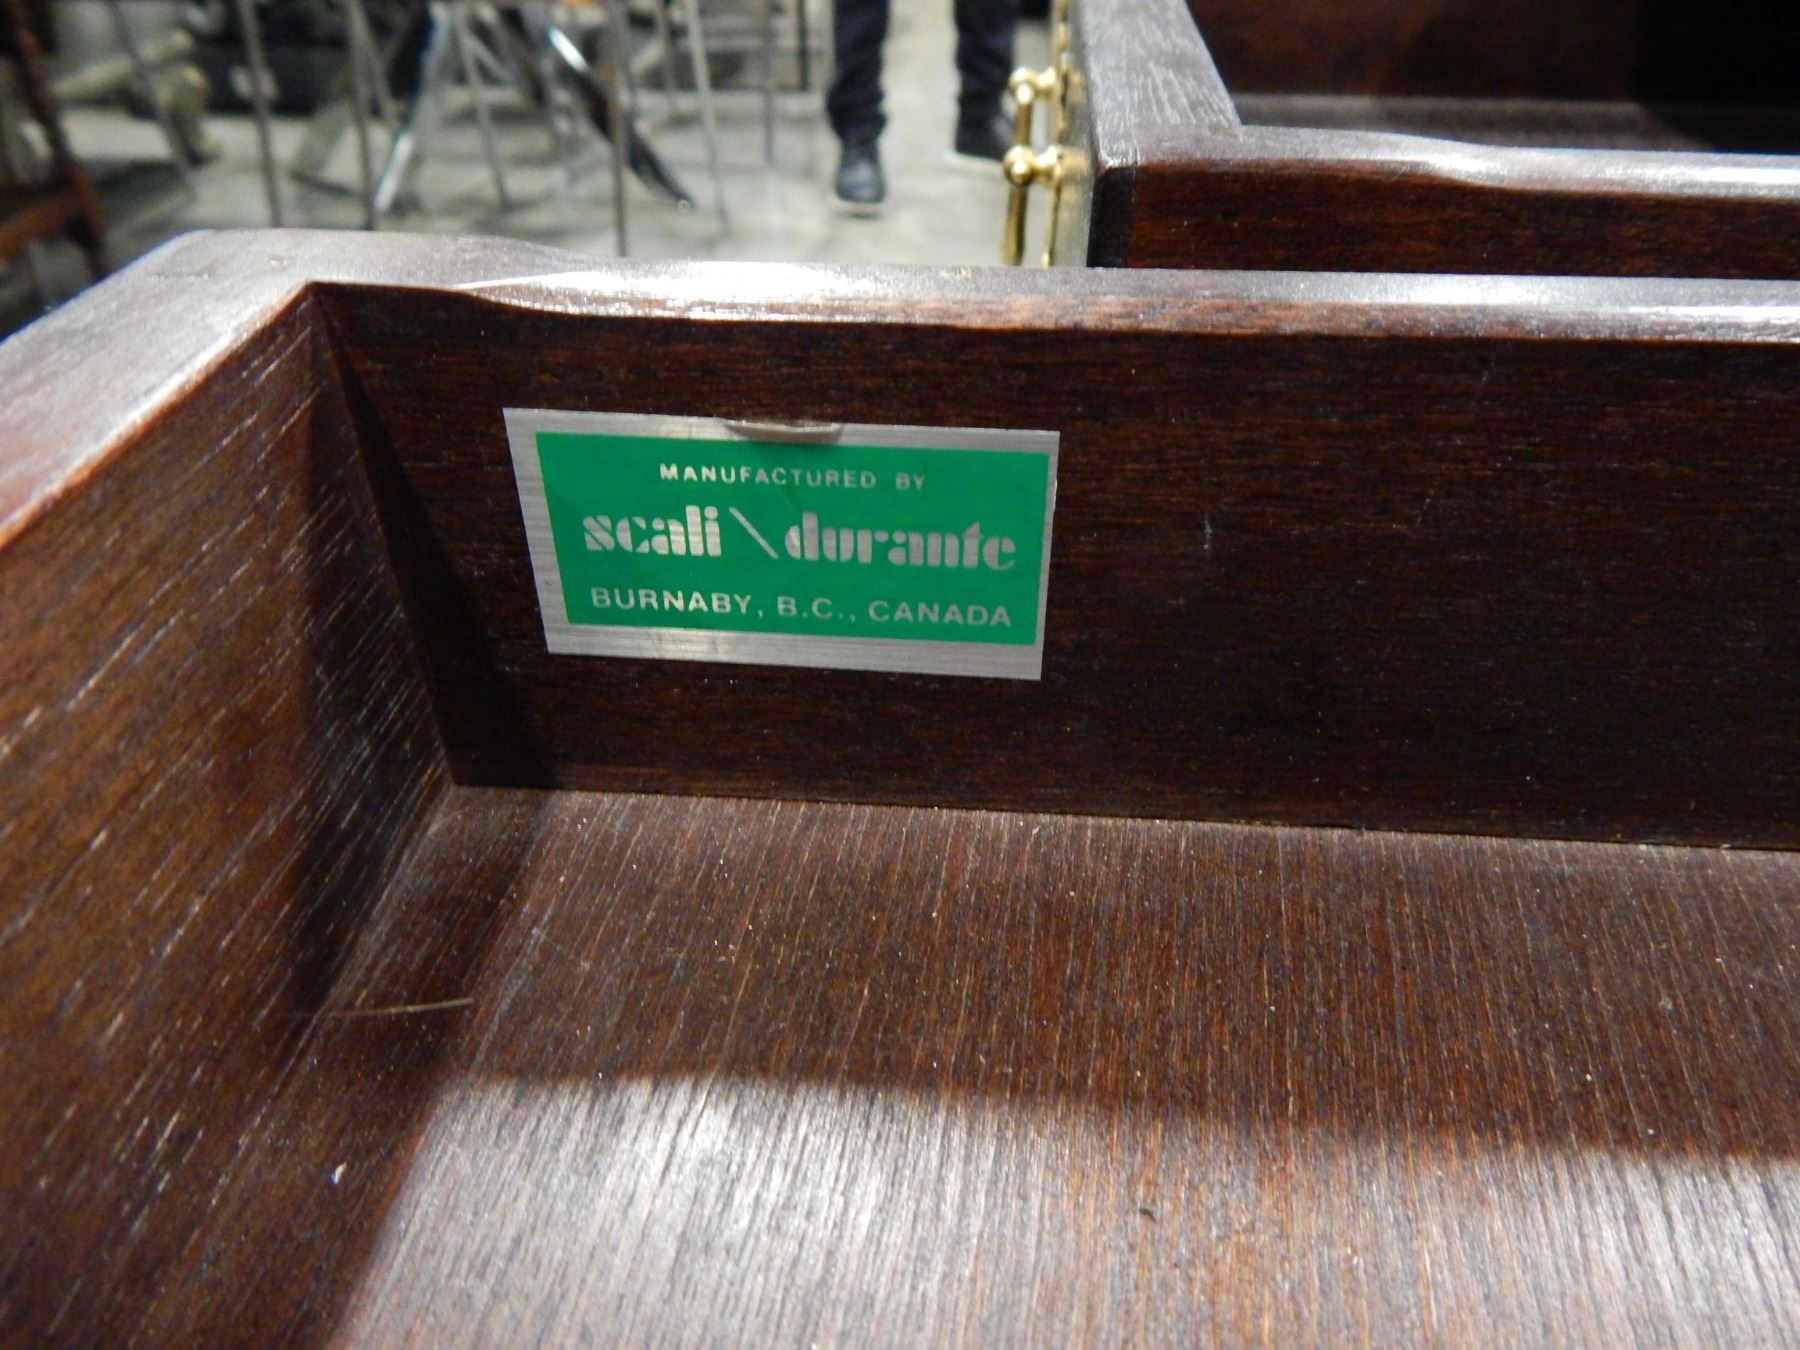 MANUFACTURED BY
scali \ durante
BURNABY, B.C., CANADA